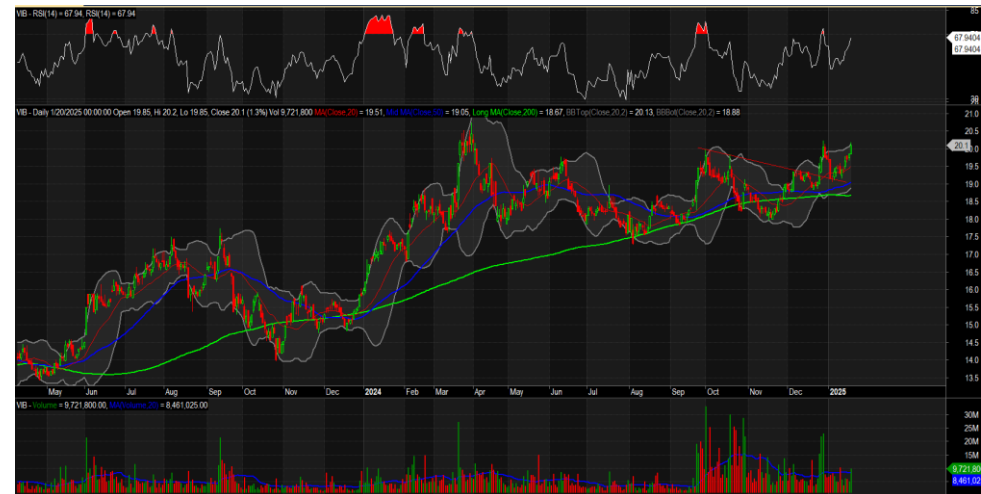 VIB - RSI(14) = 67.94, RSI(14) = 67.94
85
67.9404
67.9404
30
VIB - Daily 1/20/2025 00:00:00 Open 19.85, Hi 20.2, Lo 19.85, Close 20.1 (1.3%) Vol 9,721,800 MA(Close,20) = 19.51, = 19.05, Long MA(Close,200) = 18.67, BBTop(Close,20,2) = 20.13, BBBot(Close,20,2) = 18.88
21.0
20.5
20.1
20.0
19.5
19.0
18.5
18.0
17.5
17.0
16.5
16.0
15.5
15.0
14.5
14.0
13.5
May Jun Jul Aug Sep Oct Nov Dec 2024 Feb Mar Apr May Jun Jul Aug Sep Oct Nov Dec 2025
VIB - Volume = 9,721,800.00, = 8,461,025.00
30M
25M
20M
15M
9,721,80
8,461,02